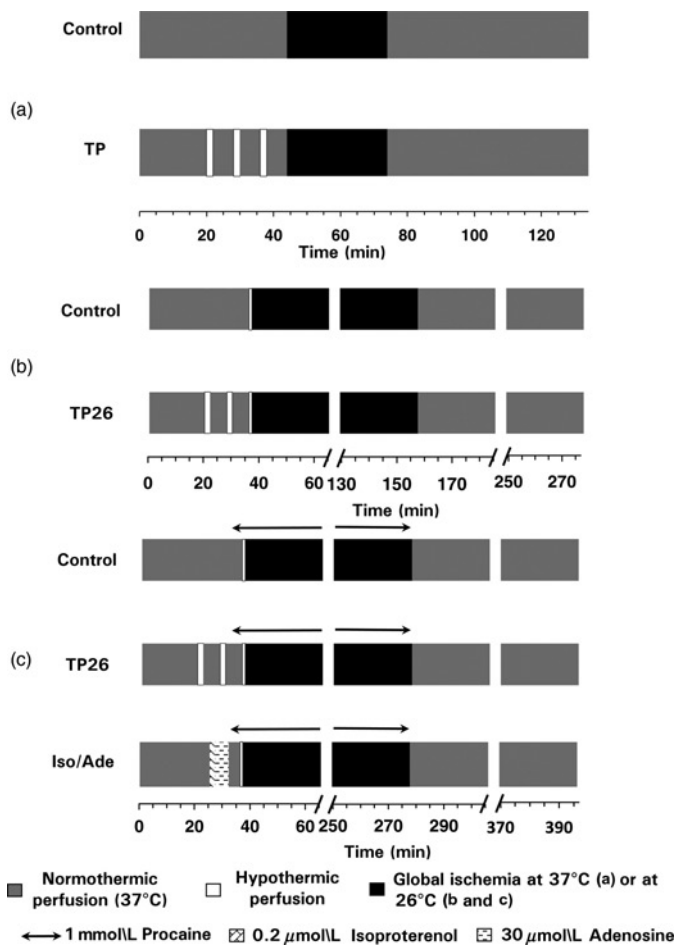 Control
(a)
TP
0 20 40 60 80 100 120
Time (min)
Control
(b)
TP26
0 20 40 60 130 150 170 250 270
Time (min)
Control
(c)
TP26
Iso/Ade
0 20 40 60 250 270 290 370 390
Time (min)
Normothermic perfusion (37°C)
Hypothermic perfusion
Global ischemia at 37°C (a) or at 26°C (b and c)
1 mmol\L Procaine 0.2 μmol\L Isoproterenol 30 μmol\L Adenosine